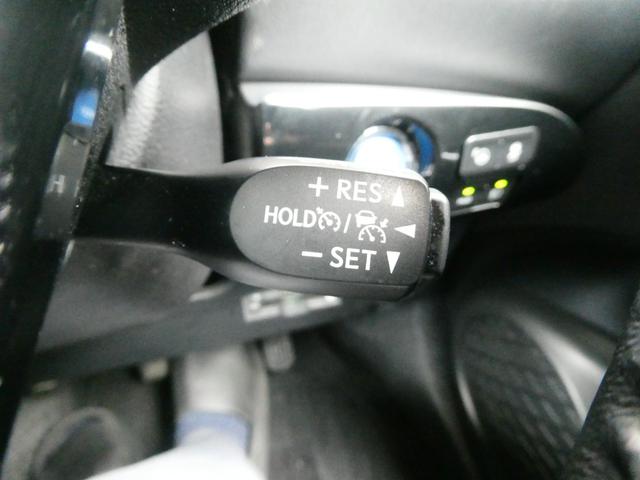 + RES
HOLD /
− SET
H